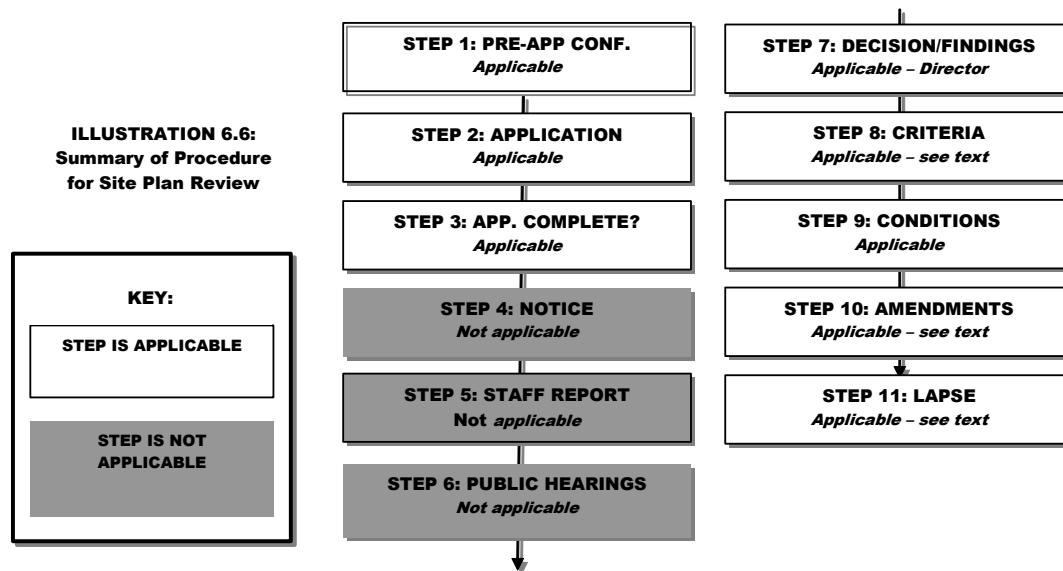 ILLUSTRATION 6.6:
Summary of Procedure
for Site Plan Review
KEY:
STEP IS APPLICABLE
STEP IS NOT
APPLICABLE
STEP 1: PRE-APP CONF.
Applicable
STEP 2: APPLICATION
Applicable
STEP 3: APP. COMPLETE?
Applicable
STEP 4: NOTICE
Not applicable
STEP 5: STAFF REPORT
Not applicable
STEP 6: PUBLIC HEARINGS
Not applicable
STEP 7: DECISION/FINDINGS
Applicable – Director
STEP 8: CRITERIA
Applicable – see text
STEP 9: CONDITIONS
Applicable
STEP 10: AMENDMENTS
Applicable – see text
STEP 11: LAPSE
Applicable – see text